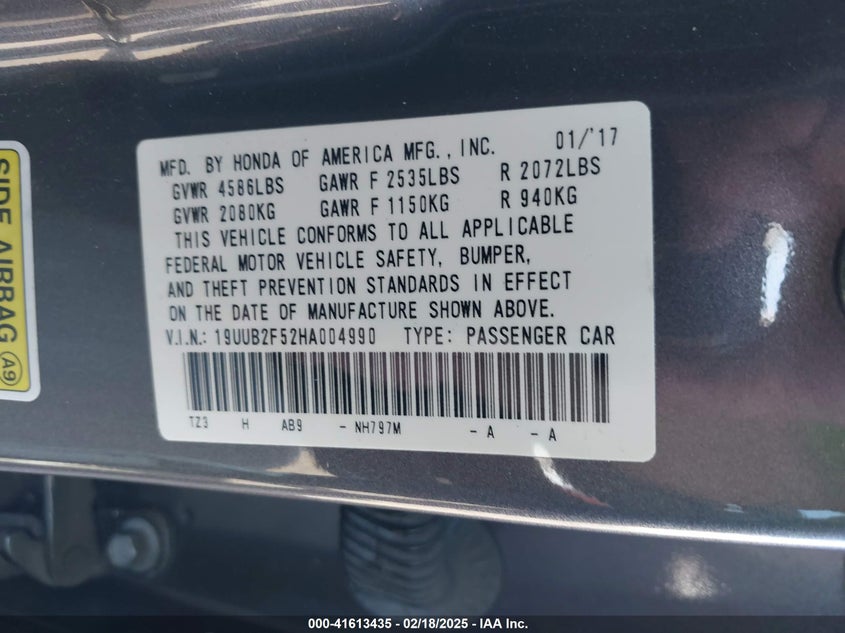 MFD. BY HONDA OF AMERICA MFG., INC. 01/'17
GVWR 4586LBS GAWR F 2535LBS R 2072LBS
GVWR 2080KG GAWR F 1150KG R 940KG
THIS VEHICLE CONFORMS TO ALL APPLICABLE
FEDERAL MOTOR VEHICLE SAFETY, BUMPER,
AND THEFT PREVENTION STANDARDS IN EFFECT
ON THE DATE OF MANUFACTURE SHOWN ABOVE.
V.I.N.: 19UUB2F52HA004990 TYPE: PASSENGER CAR
TZ3 H AB9 - NH797M - A - A
SIDE AIRBAG A9
000-41613435 - 02/18/2025 - IAA Inc.